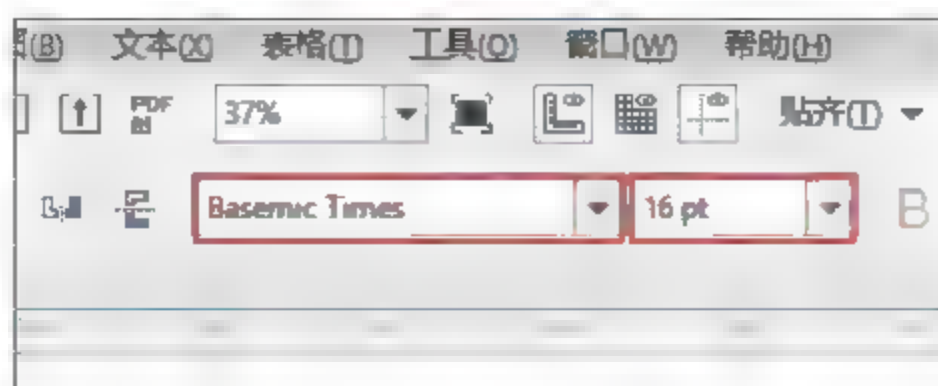 (B) 文本(X) 表格(T) 工具(O) 窗口(W) 帮助(H)
PDF 37% 贴齐(T)
Basemic Times 16 pt B